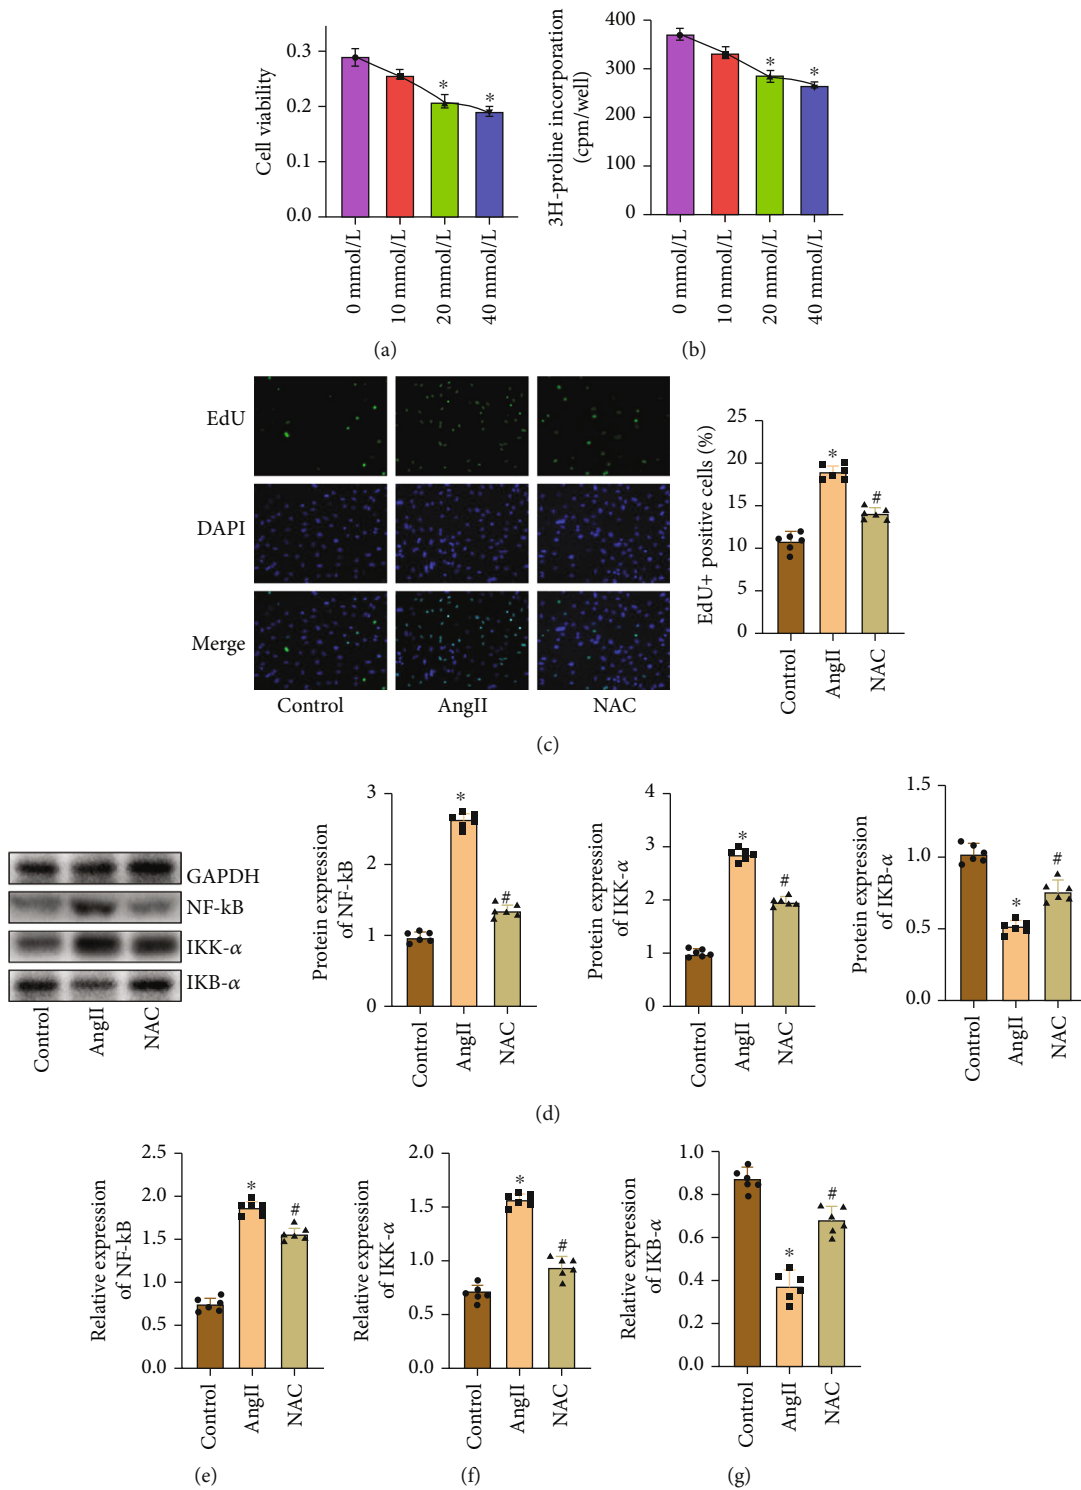 Cell viability
0.3
0.2
0.1
0.0
*
*
0 mmol/L
10 mmol/L
20 mmol/L
40 mmol/L
(a)
3H-proline incorporation
(cpm/well)
400
300
200
100
0
*
*
0 mmol/L
10 mmol/L
20 mmol/L
40 mmol/L
(b)
EdU
DAPI
Merge
Control
AngII
NAC
EdU+ positive cells (%)
25
20
15
10
5
0
*
#
Control
AngII
NAC
(c)
GAPDH
NF-kB
IKK-α
IKB-α
Control
AngII
NAC
Protein expression
of NF-kB
3
2
1
0
*
#
Control
AngII
NAC
Protein expression
of IKK-α
4
3
2
1
0
*
#
Control
AngII
NAC
Protein expression
of IKB-α
1.5
1.0
0.5
0.0
*
#
Control
AngII
NAC
(d)
Relative expression
of NF-kB
2.5
2.0
1.5
1.0
0.5
0.0
*
#
Control
AngII
NAC
(e)
Relative expression
of IKK-α
2.0
1.5
1.0
0.5
0.0
*
#
Control
AngII
NAC
(f)
Relative expression
of IKB-α
1.0
0.8
0.6
0.4
0.2
0.0
*
#
Control
AngII
NAC
(g)